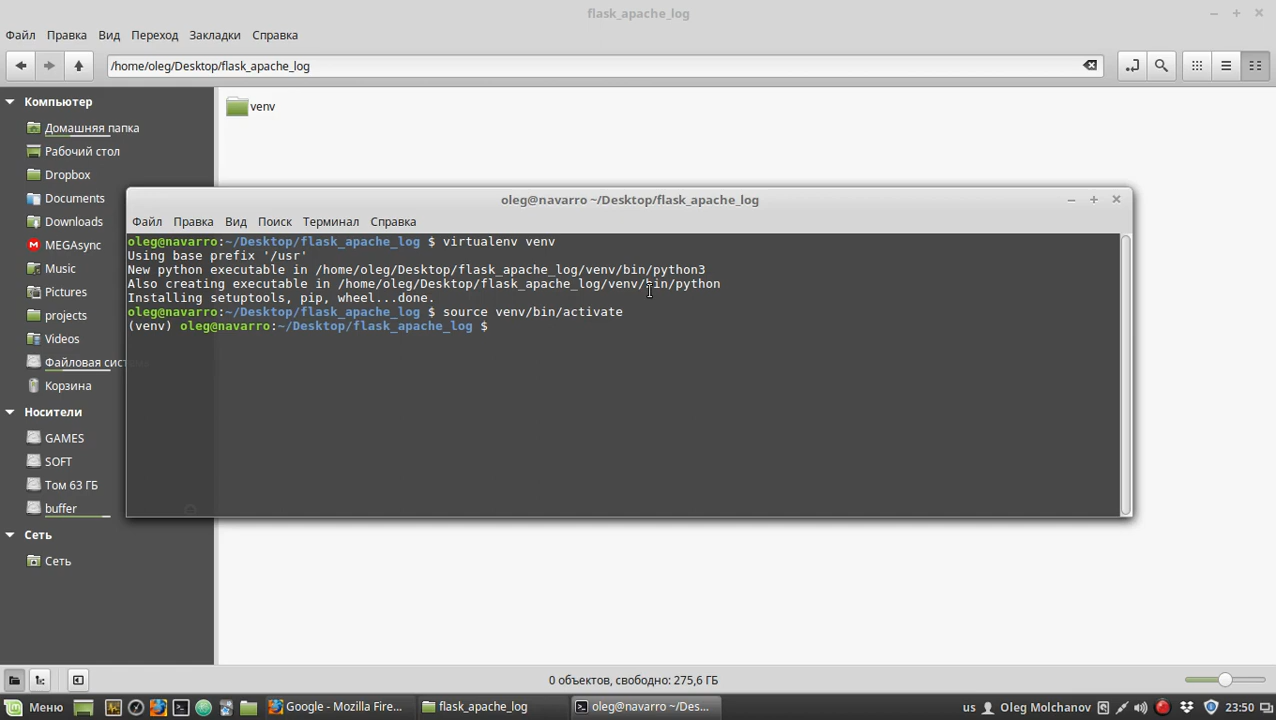 flask_apache_log
Файл Правка Вид Переход Закладки Справка
/home/oleg/Desktop/flask_apache_log
Компьютер
Домашняя папка
Рабочий стол
Dropbox
Documents
Downloads
MEGAsync
Music
Pictures
projects
Videos
Файловая сист
Корзина
Носители
GAMES
SOFT
Том 63 ГБ
buffer
Сеть
Сеть
venv
oleg@navarro ~/Desktop/flask_apache_log
Файл Правка Вид Поиск Терминал Справка
oleg@navarro:~/Desktop/flask_apache_log $ virtualenv venv
Using base prefix '/usr'
New python executable in /home/oleg/Desktop/flask_apache_log/venv/bin/python3
Also creating executable in /home/oleg/Desktop/flask_apache_log/venv/bin/python
Installing setuptools, pip, wheel...done.
oleg@navarro:~/Desktop/flask_apache_log $ source venv/bin/activate
(venv) oleg@navarro:~/Desktop/flask_apache_log $
0 объектов, свободно: 275,6 ГБ
Меню Google - Mozilla Fire... flask_apache_log oleg@navarro ~/Des... us Oleg Molchanov 23:50